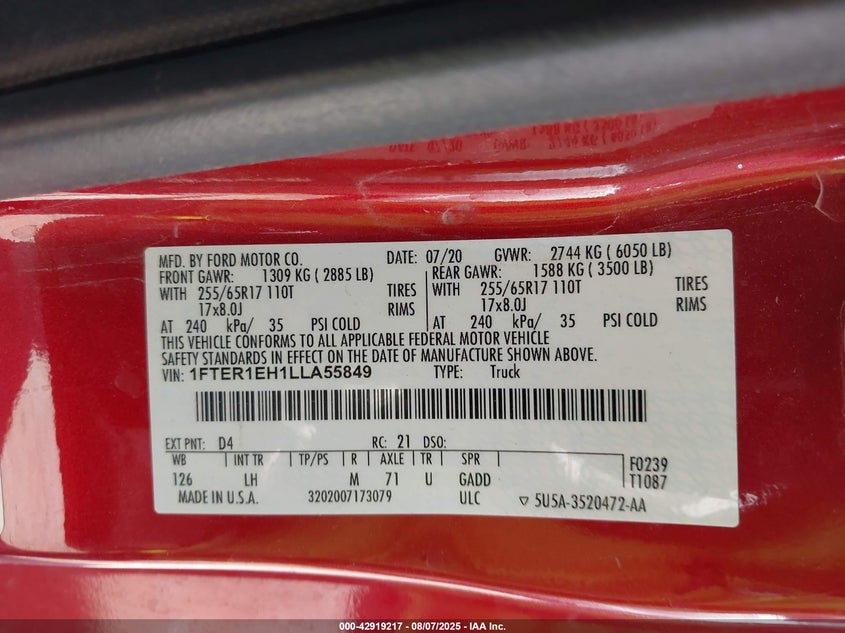 MFD. BY FORD MOTOR CO. DATE: 07/20 GVWR: 2744 KG ( 6050 LB)
FRONT GAWR: 1309 KG ( 2885 LB) REAR GAWR: 1588 KG ( 3500 LB)
WITH 255/65R17 110T TIRES WITH 255/65R17 110T TIRES
17x8.0J RIMS 17x8.0J RIMS
AT 240 kPa/ 35 PSI COLD AT 240 kPa/ 35 PSI COLD
THIS VEHICLE CONFORMS TO ALL APPLICABLE FEDERAL MOTOR VEHICLE
SAFETY STANDARDS IN EFFECT ON THE DATE OF MANUFACTURE SHOWN ABOVE.
VIN: 1FTER1EH1LLA55849 TYPE: Truck
EXT PNT: D4 RC: 21 DSO:
WB INT TR TP/PS R AXLE TR SPR F0239
126 LH M 71 U GADD T1087
MADE IN U.S.A. 3202007173079 ULC ▽ 5U5A-3520472-AA
000-42919217 - 08/07/2025 - IAA Inc.